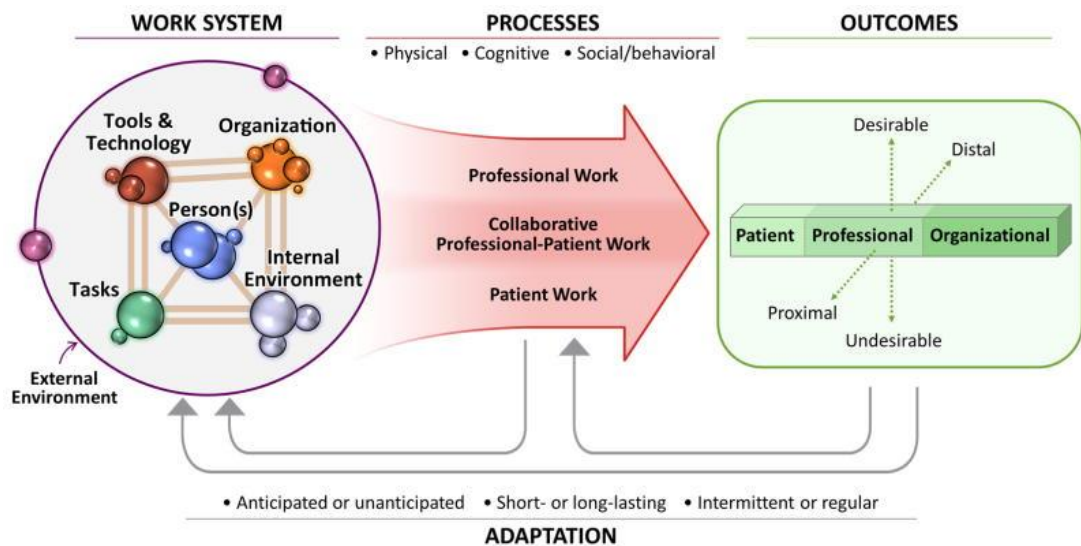 WORK SYSTEM
PROCESSES
• Physical • Cognitive • Social/behavioral
OUTCOMES
Tools &
Technology
Organization
Person(s)
Internal
Environment
Tasks
External
Environment
Professional Work
Collaborative
Professional-Patient Work
Patient Work
Desirable
Distal
Patient
Professional
Organizational
Proximal
Undesirable
• Anticipated or unanticipated • Short- or long-lasting • Intermittent or regular
ADAPTATION